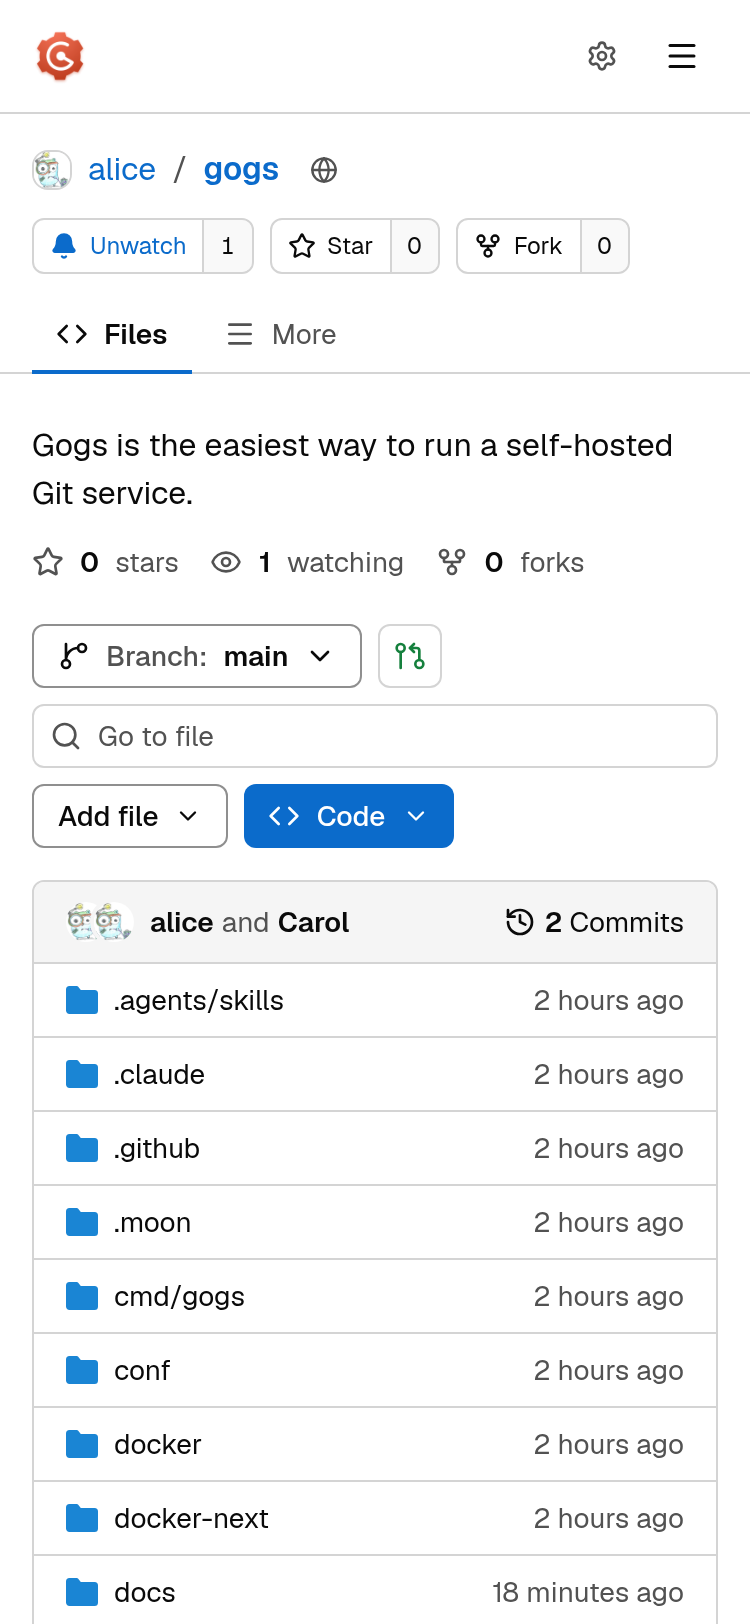 alice / gogs
Unwatch 1 Star 0 Fork 0
Files More
Gogs is the easiest way to run a self-hosted
Git service.
0 stars 1 watching 0 forks
Branch: main
Go to file
Add file Code
alice and Carol 2 Commits
.agents/skills 2 hours ago
.claude 2 hours ago
.github 2 hours ago
.moon 2 hours ago
cmd/gogs 2 hours ago
conf 2 hours ago
docker 2 hours ago
docker-next 2 hours ago
docs 18 minutes ago